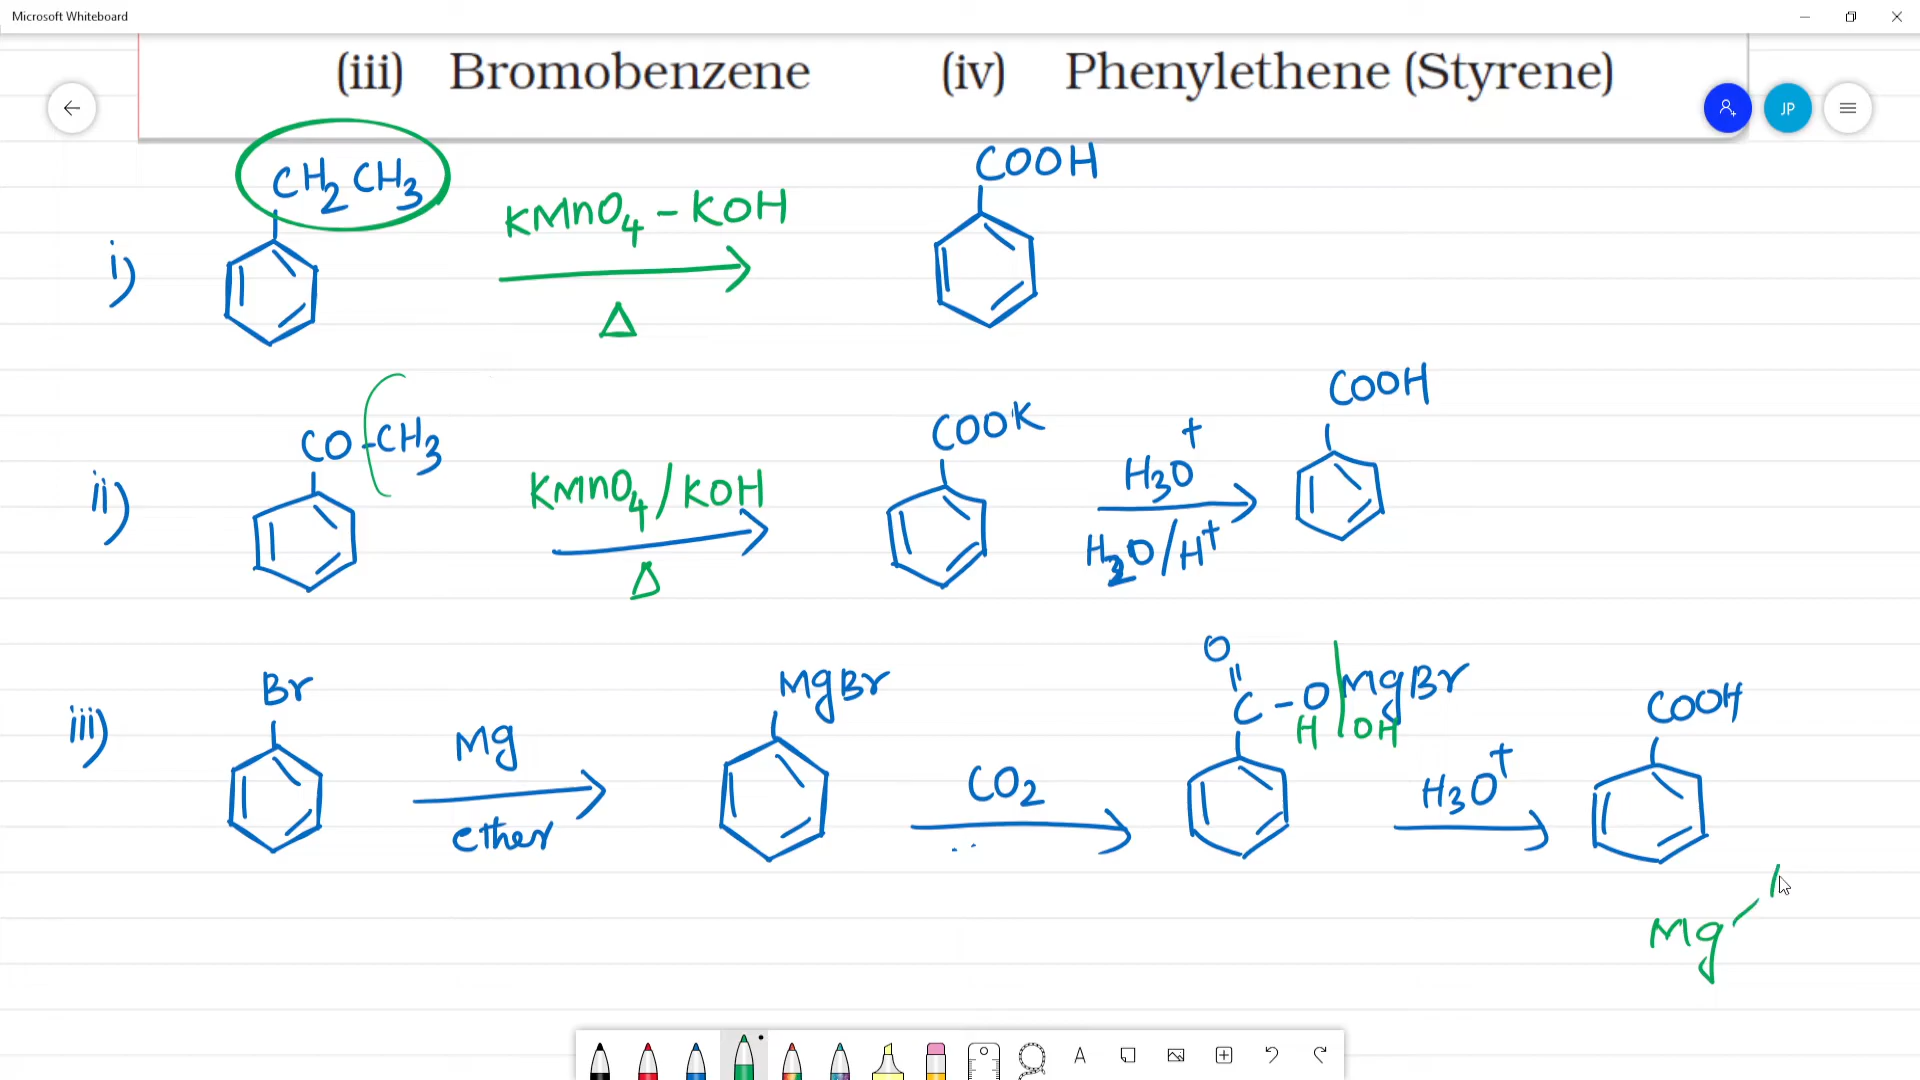 Microsoft Whiteboard
(iii) Bromobenzene (iv) Phenylethene (Styrene)
JP
i)
CH2CH3
KMnO4 - KOH
Δ
COOH
ii)
CO-CH3
KMnO4/KOH
Δ
COOK
H3O+
H2O/H+
COOH
iii)
Br
Mg
ether
MgBr
CO2
O
C-OMgBr
H OH
H3O+
COOH
Mg
A